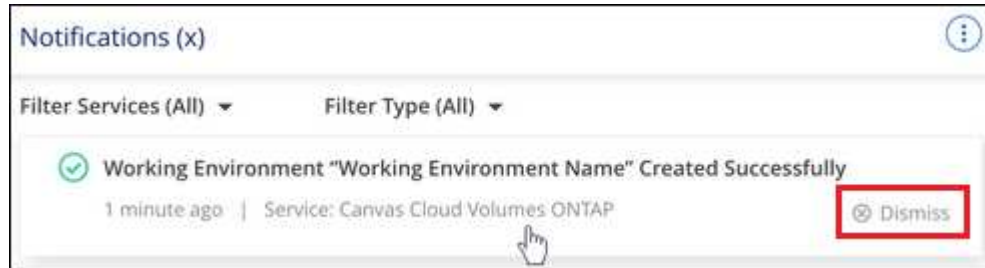 Notifications (x)
Filter Services (All) Filter Type (All)
Working Environment “Working Environment Name” Created Successfully
1 minute ago | Service: Canvas Cloud Volumes ONTAP Dismiss